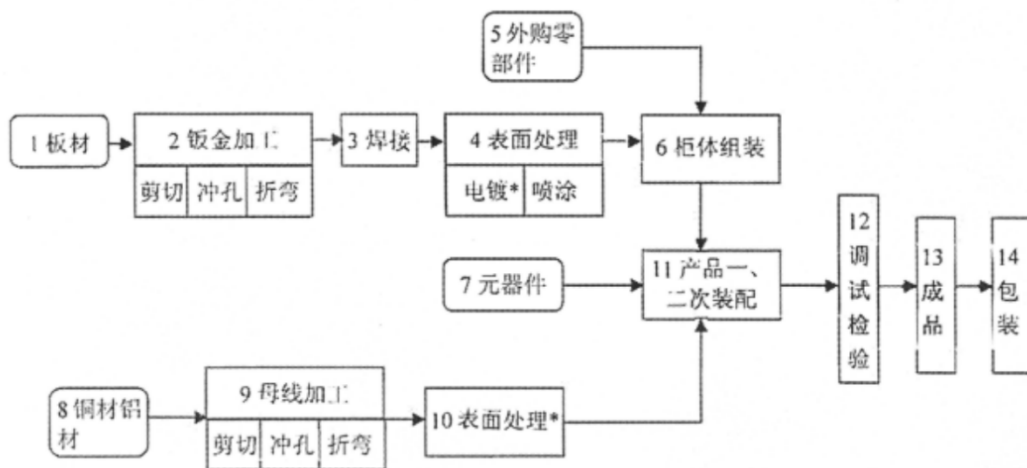 5 外购零
部件
1 板材
2 钣金加工
剪切 冲孔 折弯
3 焊接
4 表面处理
电镀* 喷涂
6 柜体组装
7 元器件
11 产品一、
二次装配
12
调
试
检
验
13
成
品
14
包
装
8 铜材铝
材
9 母线加工
剪切 冲孔 折弯
10 表面处理*